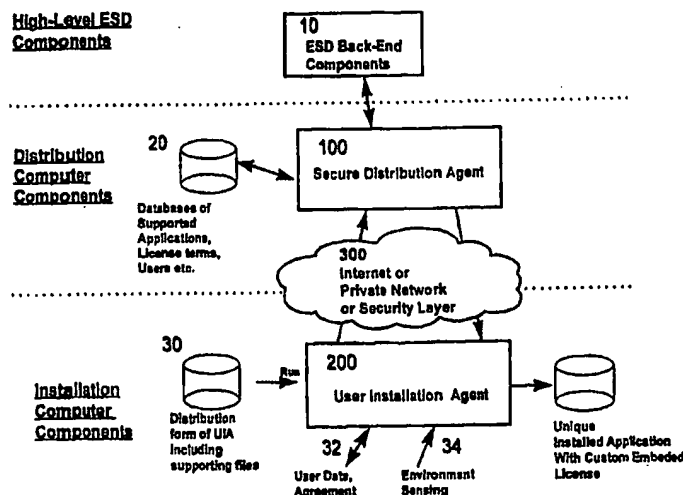 High-Level ESD
Components
10
ESD Back-End
Components
Distribution
Computer
Components
20
Databases of
Supported
Applications,
License terms,
Users etc.
100
Secure Distribution Agent
300
Internet or
Private Network
or Security Layer
Installation
Computer
Components
30
Distribution
form of UIA
including
supporting files
Run
200
User Installation Agent
32
User Data,
Agreement
34
Environment
Sensing
Unique
Installed Application
With Custom Embeded
License